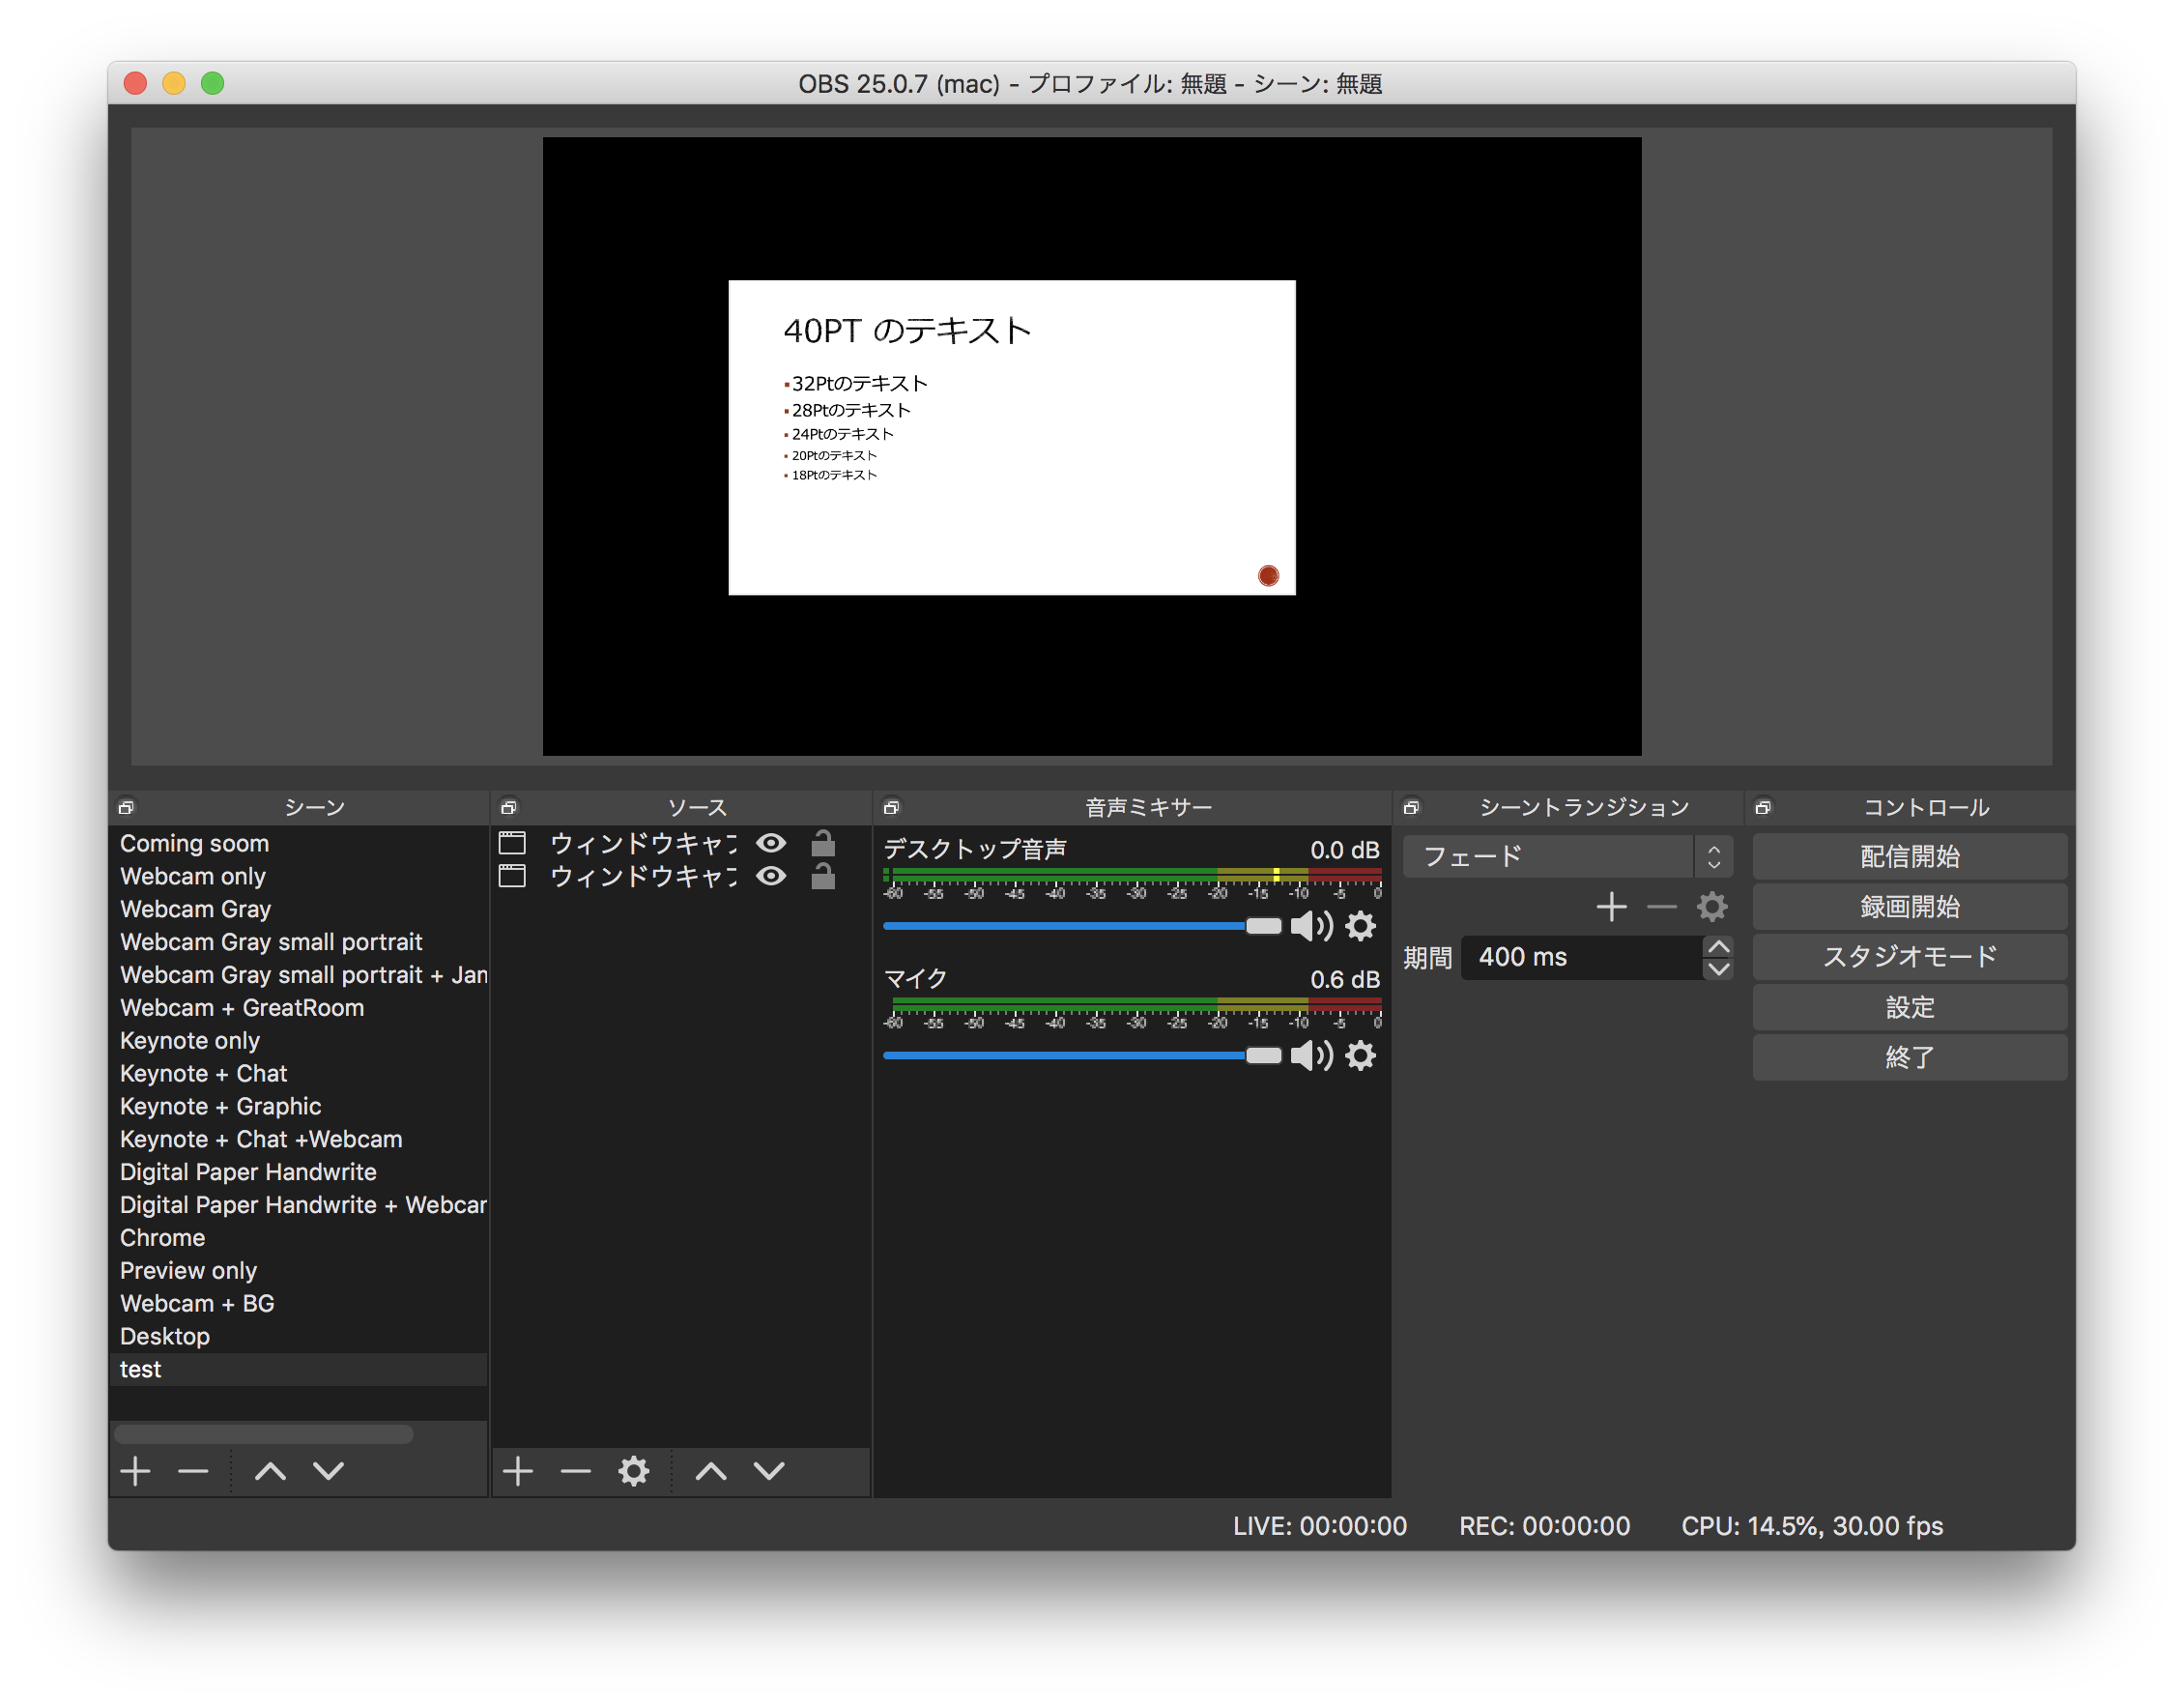 OBS 25.0.7 (mac) - プロファイル: 無題 - シーン: 無題
40PT のテキスト
▪32Ptのテキスト
▪28Ptのテキスト
▪24Ptのテキスト
▪20Ptのテキスト
▪18Ptのテキスト
シーン
Coming soom
Webcam only
Webcam Gray
Webcam Gray small portrait
Webcam Gray small portrait + Jan
Webcam + GreatRoom
Keynote only
Keynote + Chat
Keynote + Graphic
Keynote + Chat +Webcam
Digital Paper Handwrite
Digital Paper Handwrite + Webcar
Chrome
Preview only
Webcam + BG
Desktop
test
ソース
ウィンドウキャプ
ウィンドウキャプ
音声ミキサー
デスクトップ音声 0.0 dB
-60 -55 -50 -45 -40 -35 -30 -25 -20 -15 -10 -5 0
マイク 0.6 dB
-60 -55 -50 -45 -40 -35 -30 -25 -20 -15 -10 -5 0
シーントランジション
フェード
期間 400 ms
コントロール
配信開始
録画開始
スタジオモード
設定
終了
LIVE: 00:00:00 REC: 00:00:00 CPU: 14.5%, 30.00 fps